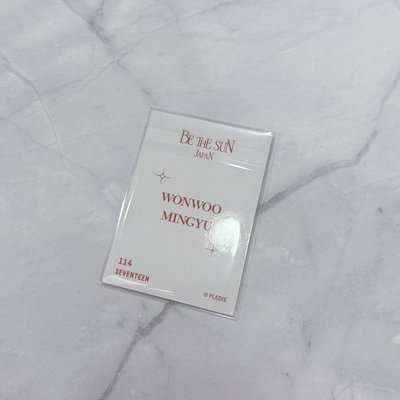 BE THE SUN
JAPAN
WONWOO
MINGYU
114
SEVENTEEN
© PLEDIS